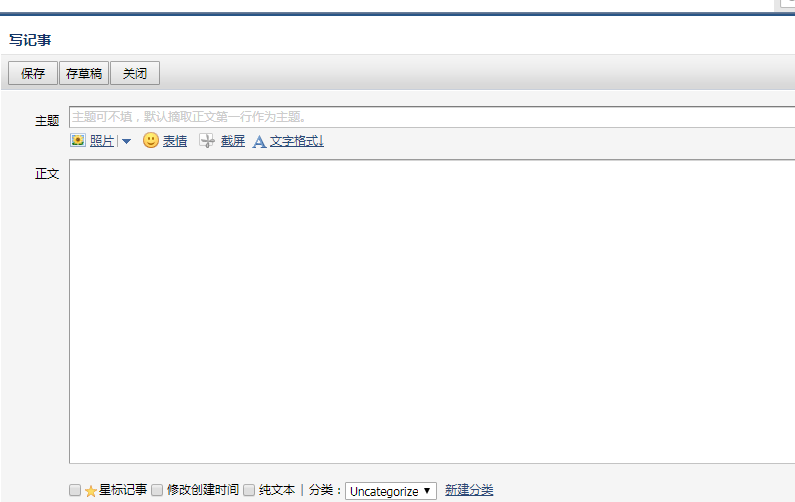 写记事
保存 存草稿 关闭
主题 主题可不填，默认摘取正文第一行作为主题。
照片 表情 截屏 A 文字格式↓
正文
星标记事 修改创建时间 纯文本 | 分类：Uncategorize 新建分类